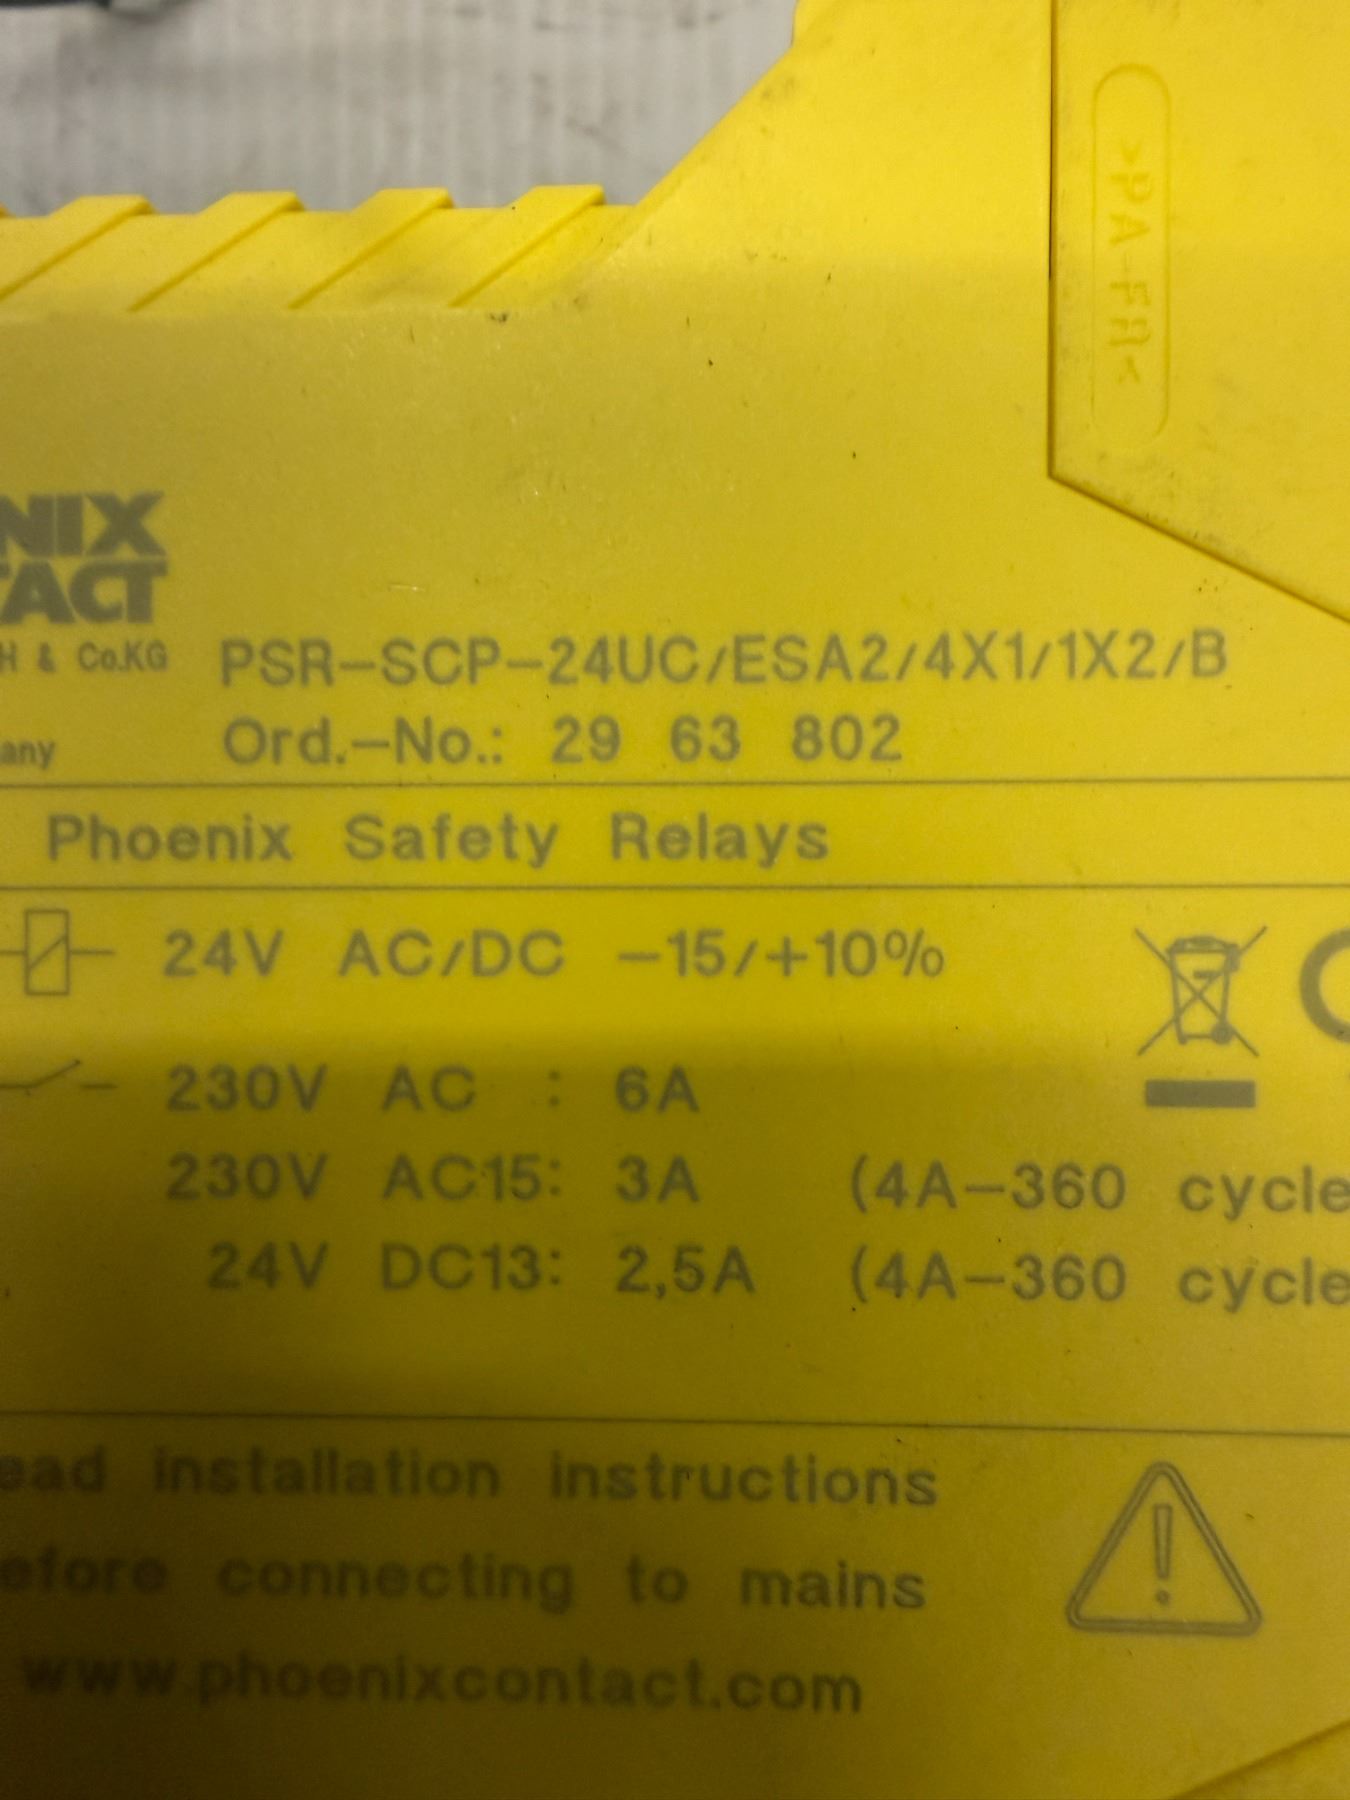 >PA-FR<
NIX
TACT
H & Co.KG
PSR-SCP-24UC/ESA2/4X1/1X2/B
Ord.-No.: 29 63 802
any
Phoenix Safety Relays
24V AC/DC -15/+10%
230V AC : 6A
230V AC15: 3A (4A-360 cycle
24V DC13: 2,5A (4A-360 cycle
ead installation instructions
efore connecting to mains
www.phoenixcontact.com